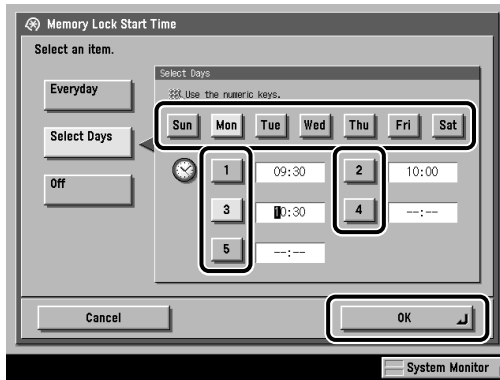 Memory Lock Start Time
Select an item.
Everyday
Select Days
Off
Select Days
Use the numeric keys.
Sun Mon Tue Wed Thu Fri Sat
1 09:30 2 10:00
3 10:30 4 --:--
5 --:--
Cancel OK
System Monitor